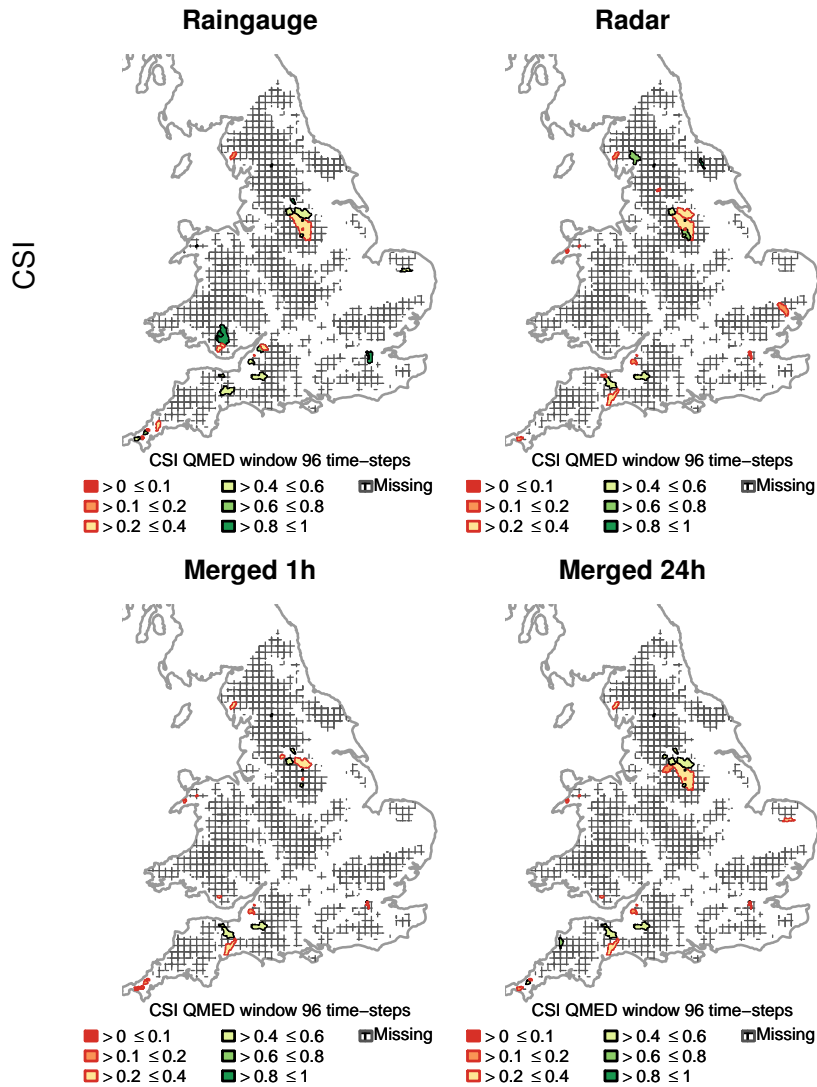 Raingauge
Radar
CSI
CSI QMED window 96 time−steps
> 0 ≤ 0.1
> 0.4 ≤ 0.6
Missing
> 0.1 ≤ 0.2
> 0.6 ≤ 0.8
> 0.2 ≤ 0.4
> 0.8 ≤ 1
CSI QMED window 96 time−steps
> 0 ≤ 0.1
> 0.4 ≤ 0.6
Missing
> 0.1 ≤ 0.2
> 0.6 ≤ 0.8
> 0.2 ≤ 0.4
> 0.8 ≤ 1
Merged 1h
Merged 24h
CSI QMED window 96 time−steps
> 0 ≤ 0.1
> 0.4 ≤ 0.6
Missing
> 0.1 ≤ 0.2
> 0.6 ≤ 0.8
> 0.2 ≤ 0.4
> 0.8 ≤ 1
CSI QMED window 96 time−steps
> 0 ≤ 0.1
> 0.4 ≤ 0.6
Missing
> 0.1 ≤ 0.2
> 0.6 ≤ 0.8
> 0.2 ≤ 0.4
> 0.8 ≤ 1